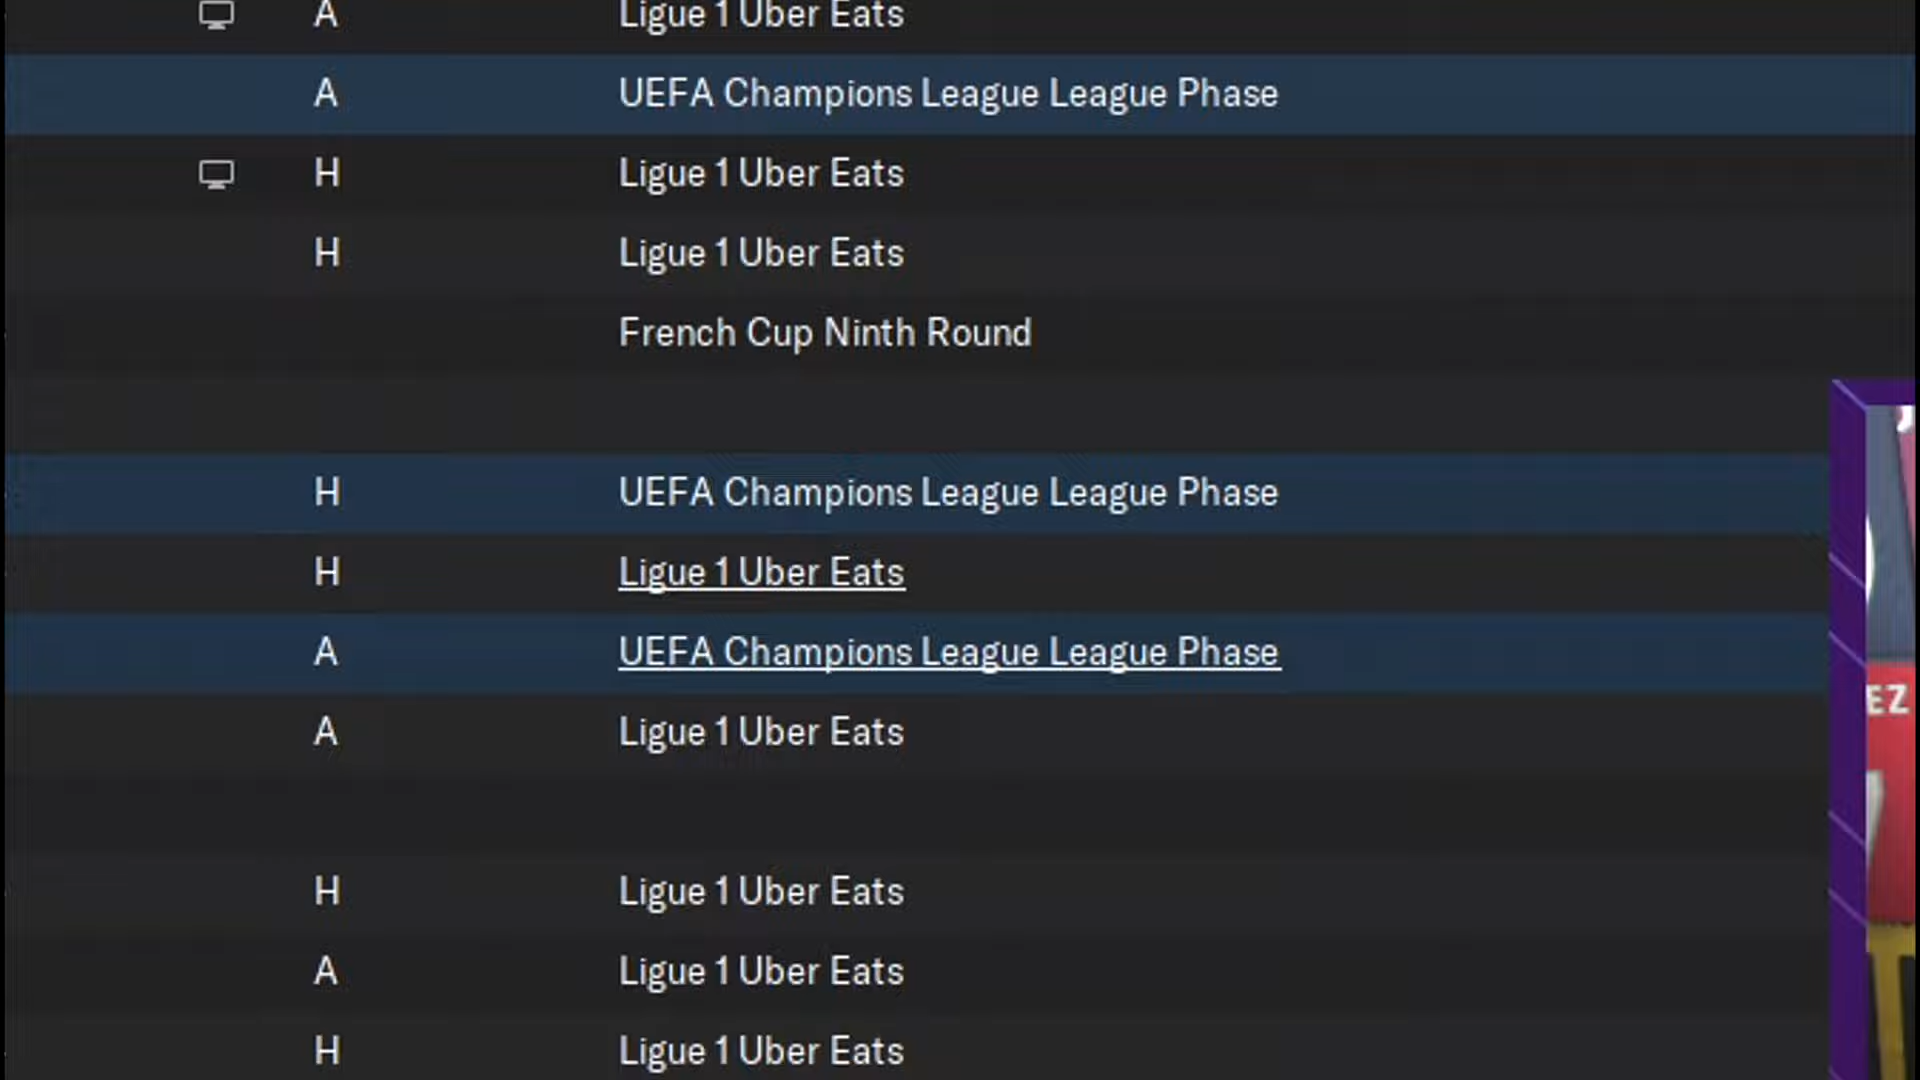 A Ligue 1 Uber Eats
A UEFA Champions League League Phase
H Ligue 1 Uber Eats
H Ligue 1 Uber Eats
French Cup Ninth Round
H UEFA Champions League League Phase
H Ligue 1 Uber Eats
A UEFA Champions League League Phase
EZ
A Ligue 1 Uber Eats
H Ligue 1 Uber Eats
A Ligue 1 Uber Eats
H Ligue 1 Uber Eats